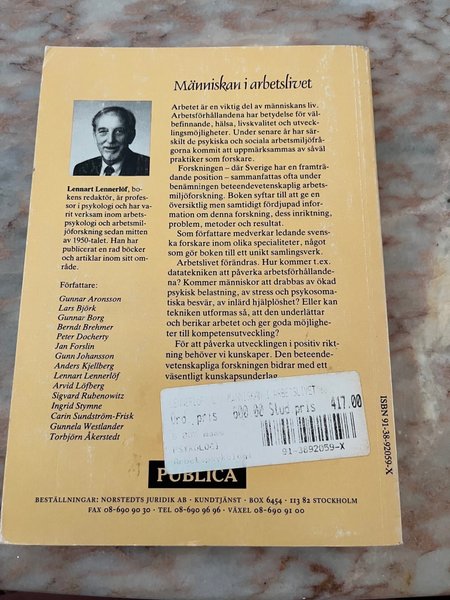 Människan i arbetslivet
Arbetet är en viktig del av människans liv.
Arbetsförhållandena har betydelse för väl-
befinnande, hälsa, livskvalitet och utveck-
lingsmöjligheter. Under senare år har sär-
skilt de psykiska och sociala arbetsmiljöfrå-
gorna kommit att uppmärksammas av såväl
praktiker som forskare.
Forskningen – där Sverige har en framträ-
dande position – sammanfattas ofta under
benämningen beteendevetenskaplig arbets-
miljöforskning. Boken syftar till att ge en
översiktlig men samtidigt fördjupad infor-
mation om denna forskning, dess inriktning,
problem, metoder och resultat.
Som författare medverkar ledande svenska
forskare inom olika specialiteter, något
som gör boken till ett unikt samlingsverk.
Arbetslivet förändras. Hur kommer t.ex.
datatekniken att påverka arbetsförhållande-
na? Kommer människor att drabbas av ökad
psykisk belastning, av stress och psykosoma-
tiska besvär, av inlärd hjälplöshet? Eller kan
tekniken utformas så, att den underlättar
och berikar arbetet och ger goda möjlighe-
ter till kompetensutveckling?
För att påverka utvecklingen i positiv rikt-
ning behöver vi kunskaper. Den beteende-
vetenskapliga forskningen bidrar med ett
väsentligt kunskapsunderlag.
Lennart Lennerlöf, bo-
kens redaktör, är profes-
sor i psykologi och har va-
rit verksam inom arbets-
psykologi och arbetsmil-
jöforskning sedan mitten
av 1950-talet. Han har
publicerat en rad böcker
och artiklar inom sitt om-
råde.
Författare:
Gunnar Aronsson
Lars Björk
Gunnar Borg
Berndt Brehmer
Peter Docherty
Jan Forslin
Gunn Johansson
Anders Kjellberg
Lennart Lennerlöf
Arvid Löfberg
Sigvard Rubenowitz
Ingrid Stymne
Carin Sundström-Frisk
Gunnela Westlander
Torbjörn Åkerstedt
Ord pris 600.00 Stud pris 417.00
PSYKOLOGI
Arbetspsykologi
91-3892059-X
ISBN 91-38-92059-X
PUBLICA
BESTÄLLNINGAR: NORSTEDTS JURIDIK AB · KUNDTJÄNST · BOX 6454 · 113 82 STOCKHOLM
FAX 08-690 90 30 · TEL 08-690 96 96 · VÄXEL 08-690 91 00